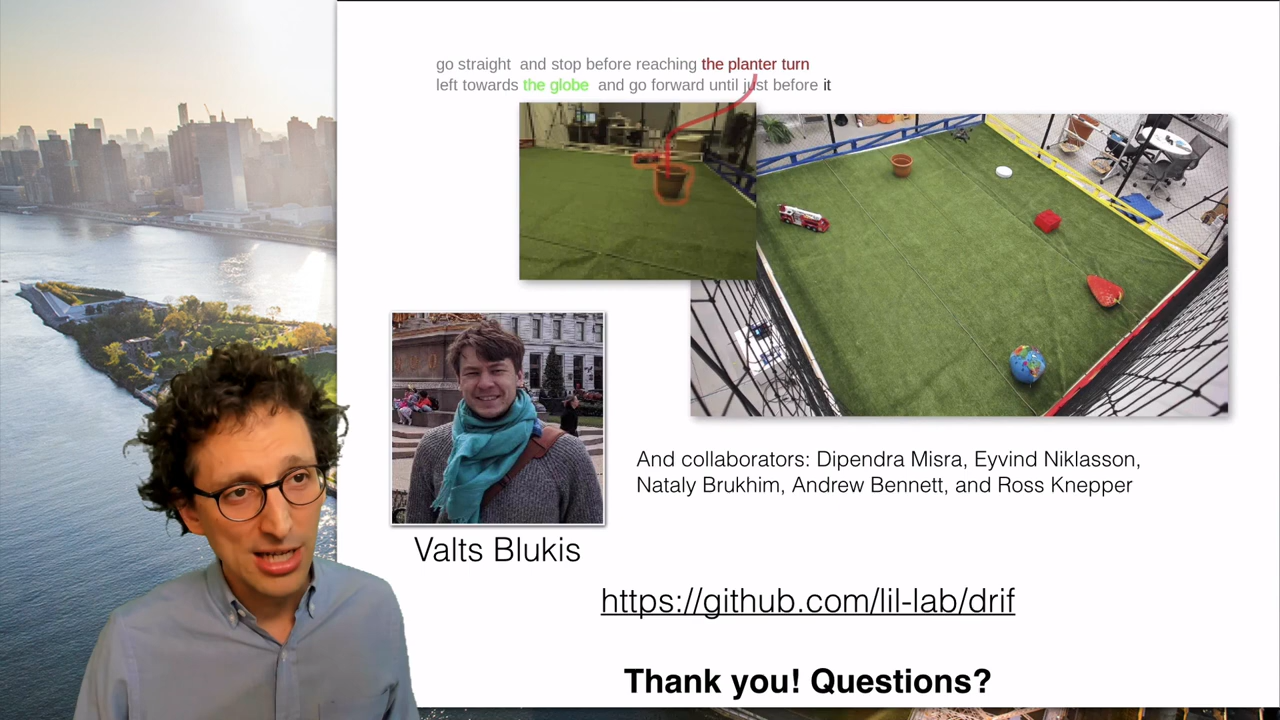 go straight and stop before reaching the planter turn
left towards the globe and go forward until just before it
And collaborators: Dipendra Misra, Eyvind Niklasson,
Nataly Brukhim, Andrew Bennett, and Ross Knepper
Valts Blukis
https://github.com/lil-lab/drif
Thank you! Questions?